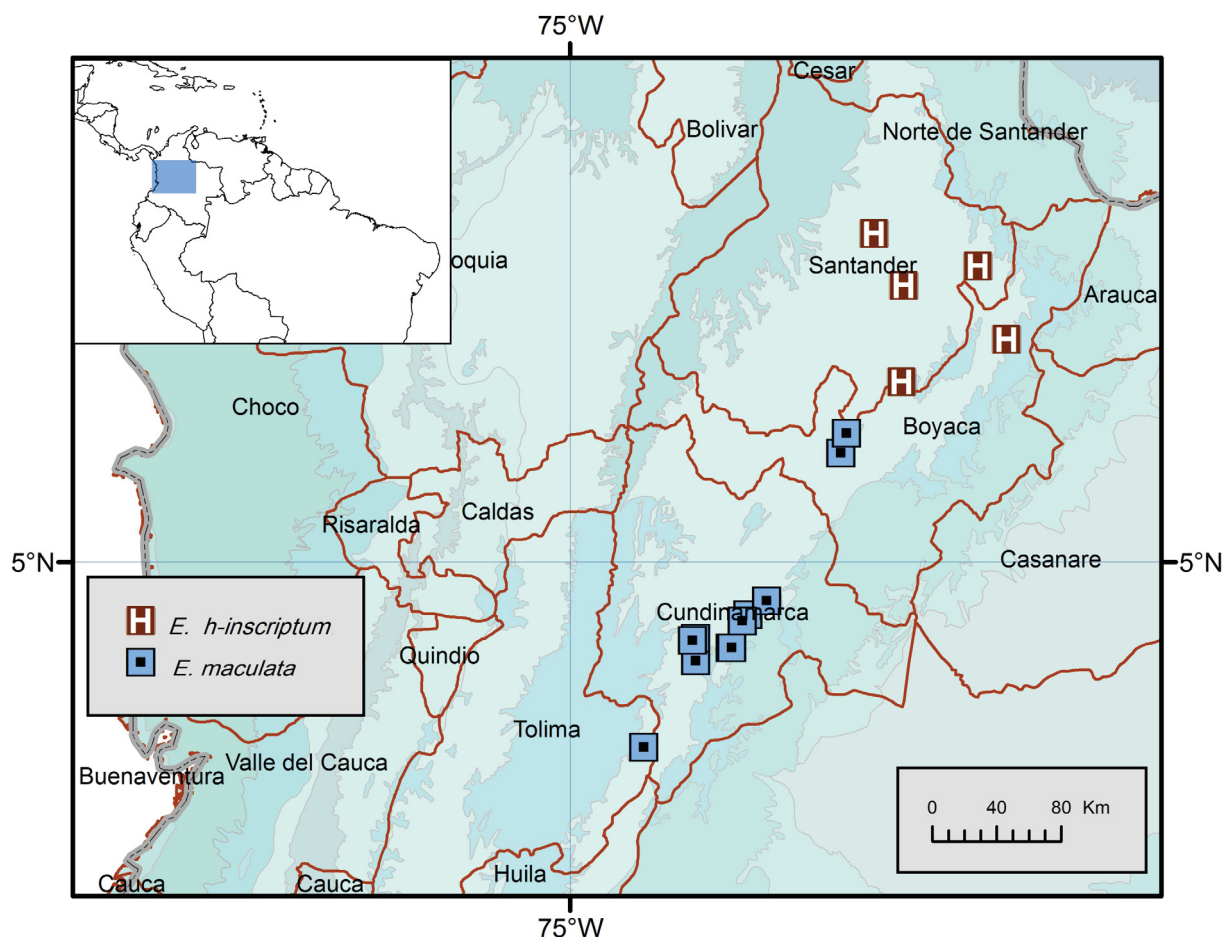 75°W
Cesar
Bolivar
Norte de Santander
H
oquia
Santander
H
H
Arauca
H
Choco
H
Boyaca
Risaralda
Caldas
5°N
5°N
Casanare
H E. h-inscriptum
Cundinamarca
E. maculata
Quindio
Tolima
Valle del Cauca
Buenaventura
0 40 80 Km
Huila
Cauca
Cauca
75°W